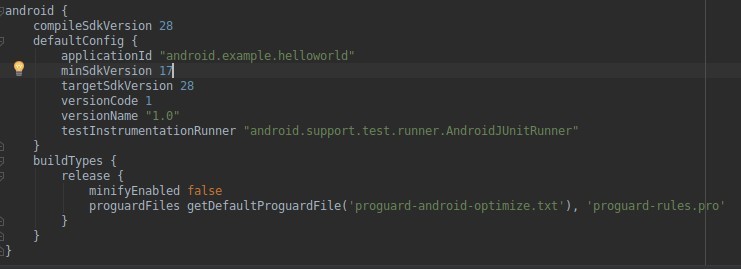 android {
    compileSdkVersion 28
    defaultConfig {
        applicationId "android.example.helloworld"
        minSdkVersion 17
        targetSdkVersion 28
        versionCode 1
        versionName "1.0"
        testInstrumentationRunner "android.support.test.runner.AndroidJUnitRunner"
    }
    buildTypes {
        release {
            minifyEnabled false
            proguardFiles getDefaultProguardFile('proguard-android-optimize.txt'), 'proguard-rules.pro'
        }
    }
}